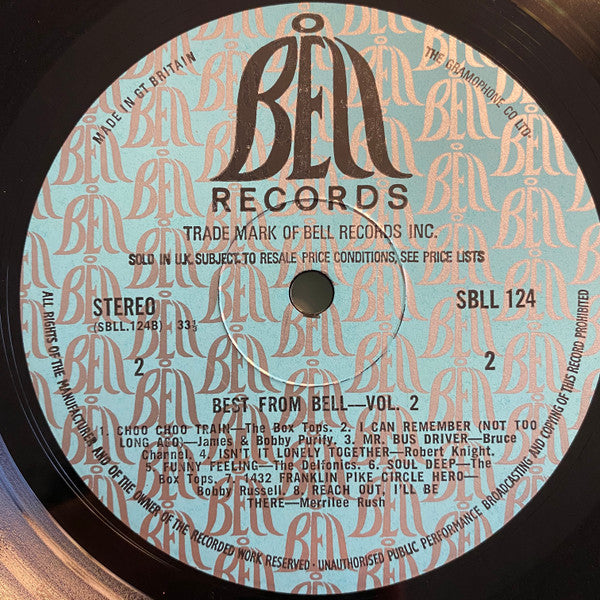 BELL
RECORDS
TRADE MARK OF BELL RECORDS INC.
SOLD IN U.K. SUBJECT TO RESALE PRICE CONDITIONS, SEE PRICE LISTS
MADE IN GT. BRITAIN
THE GRAMOPHONE CO LTD.
STEREO
(SBLL.124B) 33⅓
2
SBLL 124
2
BEST FROM BELL—VOL. 2
1. CHOO CHOO TRAIN—The Box Tops. 2. I CAN REMEMBER (NOT TOO
LONG AGO)—James & Bobby Purify. 3. MR. BUS DRIVER—Bruce
Channel. 4. ISN'T IT LONELY TOGETHER—Robert Knight.
5. FUNNY FEELING—The Delfonics. 6. SOUL DEEP—The
Box Tops. 7. 1432 FRANKLIN PIKE CIRCLE HERO—
Bobby Russell. 8. REACH OUT, I'LL BE
THERE—Merrilee Rush
ALL RIGHTS OF THE MANUFACTURER AND OF THE OWNER OF THE RECORDED WORK RESERVED · UNAUTHORISED PUBLIC PERFORMANCE BROADCASTING AND COPYING OF THIS RECORD PROHIBITED